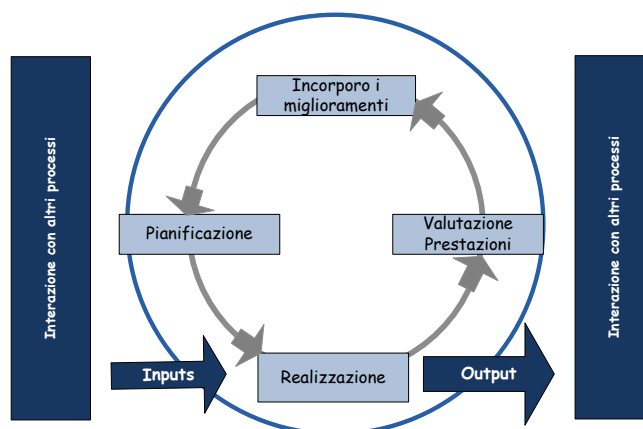 Interazione con altri processi
Incorporo i
miglioramenti
Pianificazione
Valutazione
Prestazioni
Inputs
Realizzazione
Output
Interazione con altri processi